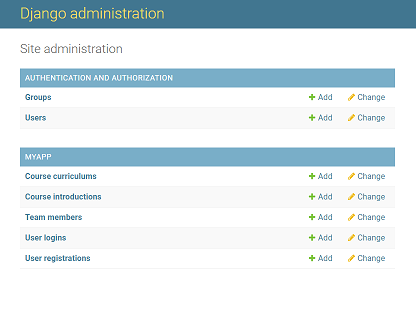 Django administration
Site administration
AUTHENTICATION AND AUTHORIZATION
Groups Add Change
Users Add Change
MYAPP
Course curriculums Add Change
Course introductions Add Change
Team members Add Change
User logins Add Change
User registrations Add Change